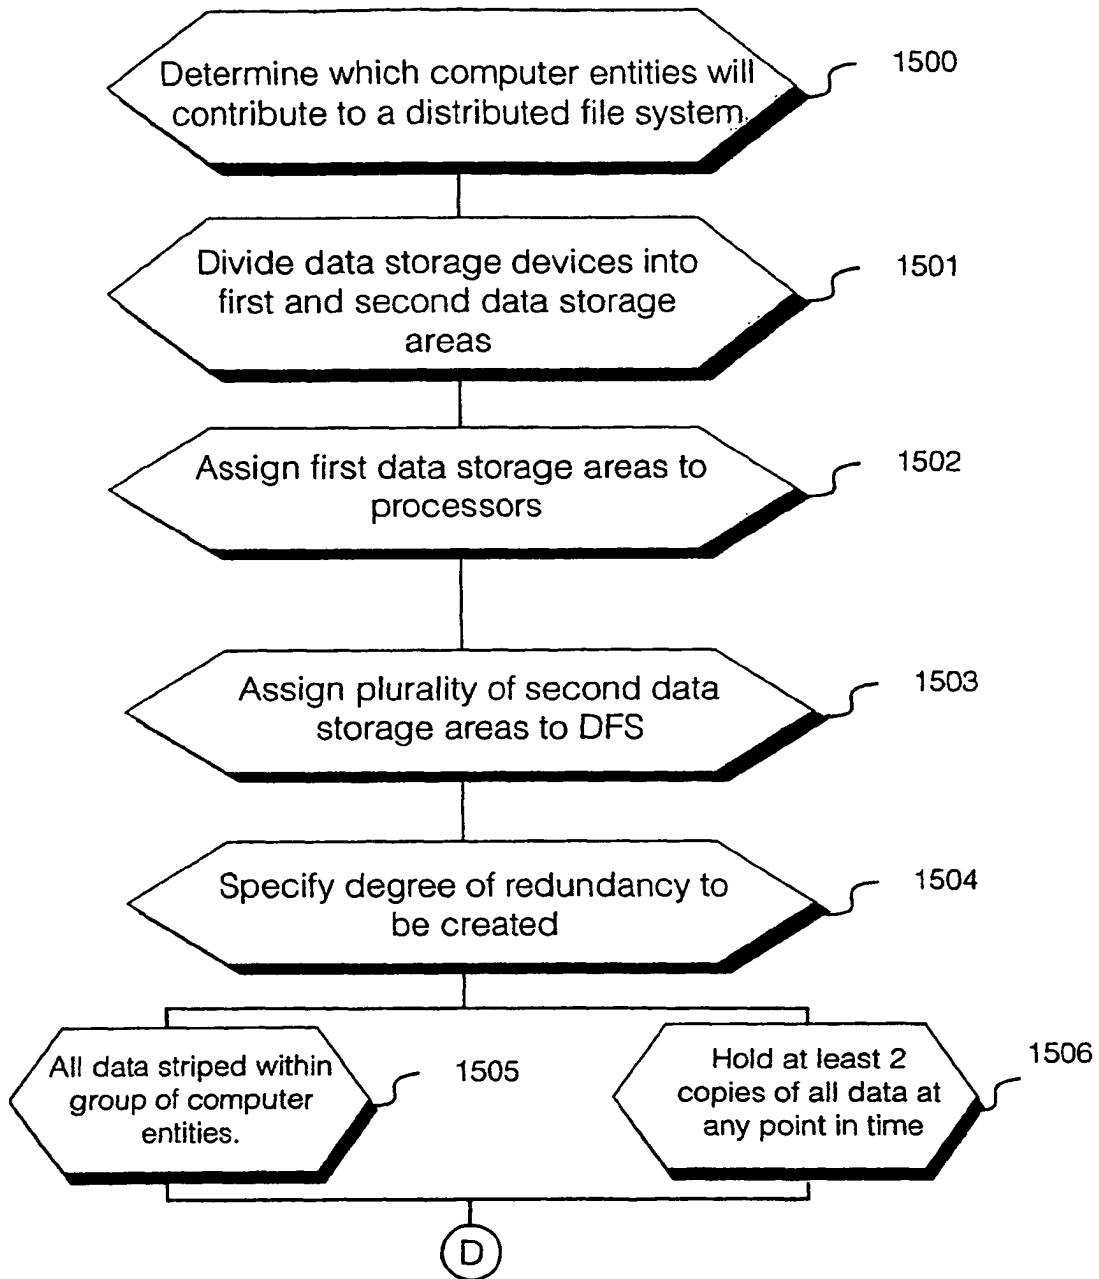 Determine which computer entities will
contribute to a distributed file system.
1500
Divide data storage devices into
first and second data storage
areas
1501
Assign first data storage areas to
processors
1502
Assign plurality of second data
storage areas to DFS
1503
Specify degree of redundancy to
be created
1504
All data striped within
group of computer
entities.
1505
Hold at least 2
copies of all data at
any point in time
1506
D